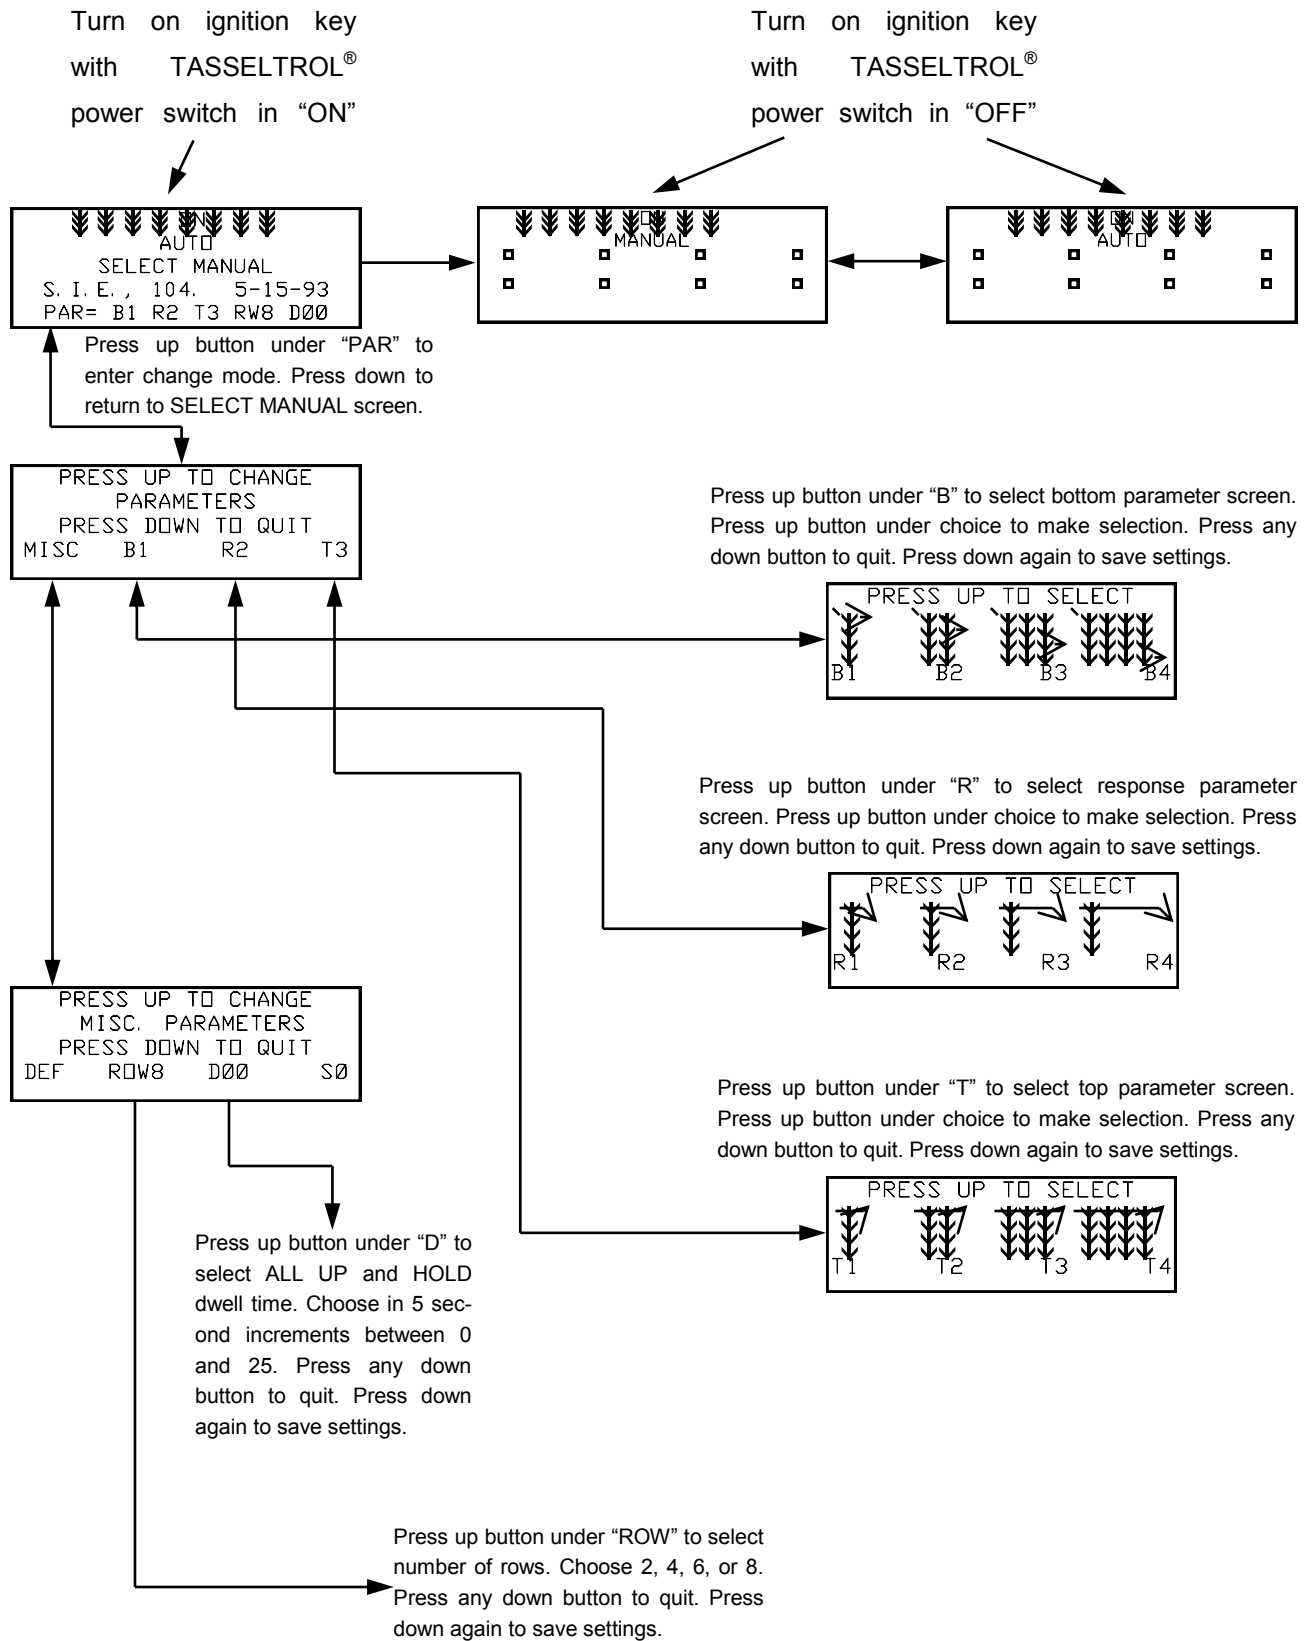 Turn on ignition key
with TASSELTROL®
power switch in “ON”
Turn on ignition key
with TASSELTROL®
power switch in “OFF”
ON
AUTO
SELECT MANUAL
S. I. E., 104. 5-15-93
PAR= B1 R2 T3 RW8 D00
ON
MANUAL
ON
AUTO
Press up button under “PAR” to
enter change mode. Press down to
return to SELECT MANUAL screen.
PRESS UP TO CHANGE
PARAMETERS
PRESS DOWN TO QUIT
MISC B1 R2 T3
Press up button under “B” to select bottom parameter screen.
Press up button under choice to make selection. Press any
down button to quit. Press down again to save settings.
PRESS UP TO SELECT
B1 B2 B3 B4
Press up button under “R” to select response parameter
screen. Press up button under choice to make selection. Press
any down button to quit. Press down again to save settings.
PRESS UP TO SELECT
R1 R2 R3 R4
PRESS UP TO CHANGE
MISC. PARAMETERS
PRESS DOWN TO QUIT
DEF ROW8 D00 S0
Press up button under “T” to select top parameter screen.
Press up button under choice to make selection. Press any
down button to quit. Press down again to save settings.
PRESS UP TO SELECT
T1 T2 T3 T4
Press up button under “D” to
select ALL UP and HOLD
dwell time. Choose in 5 sec-
ond increments between 0
and 25. Press any down
button to quit. Press down
again to save settings.
Press up button under “ROW” to select
number of rows. Choose 2, 4, 6, or 8.
Press any down button to quit. Press
down again to save settings.